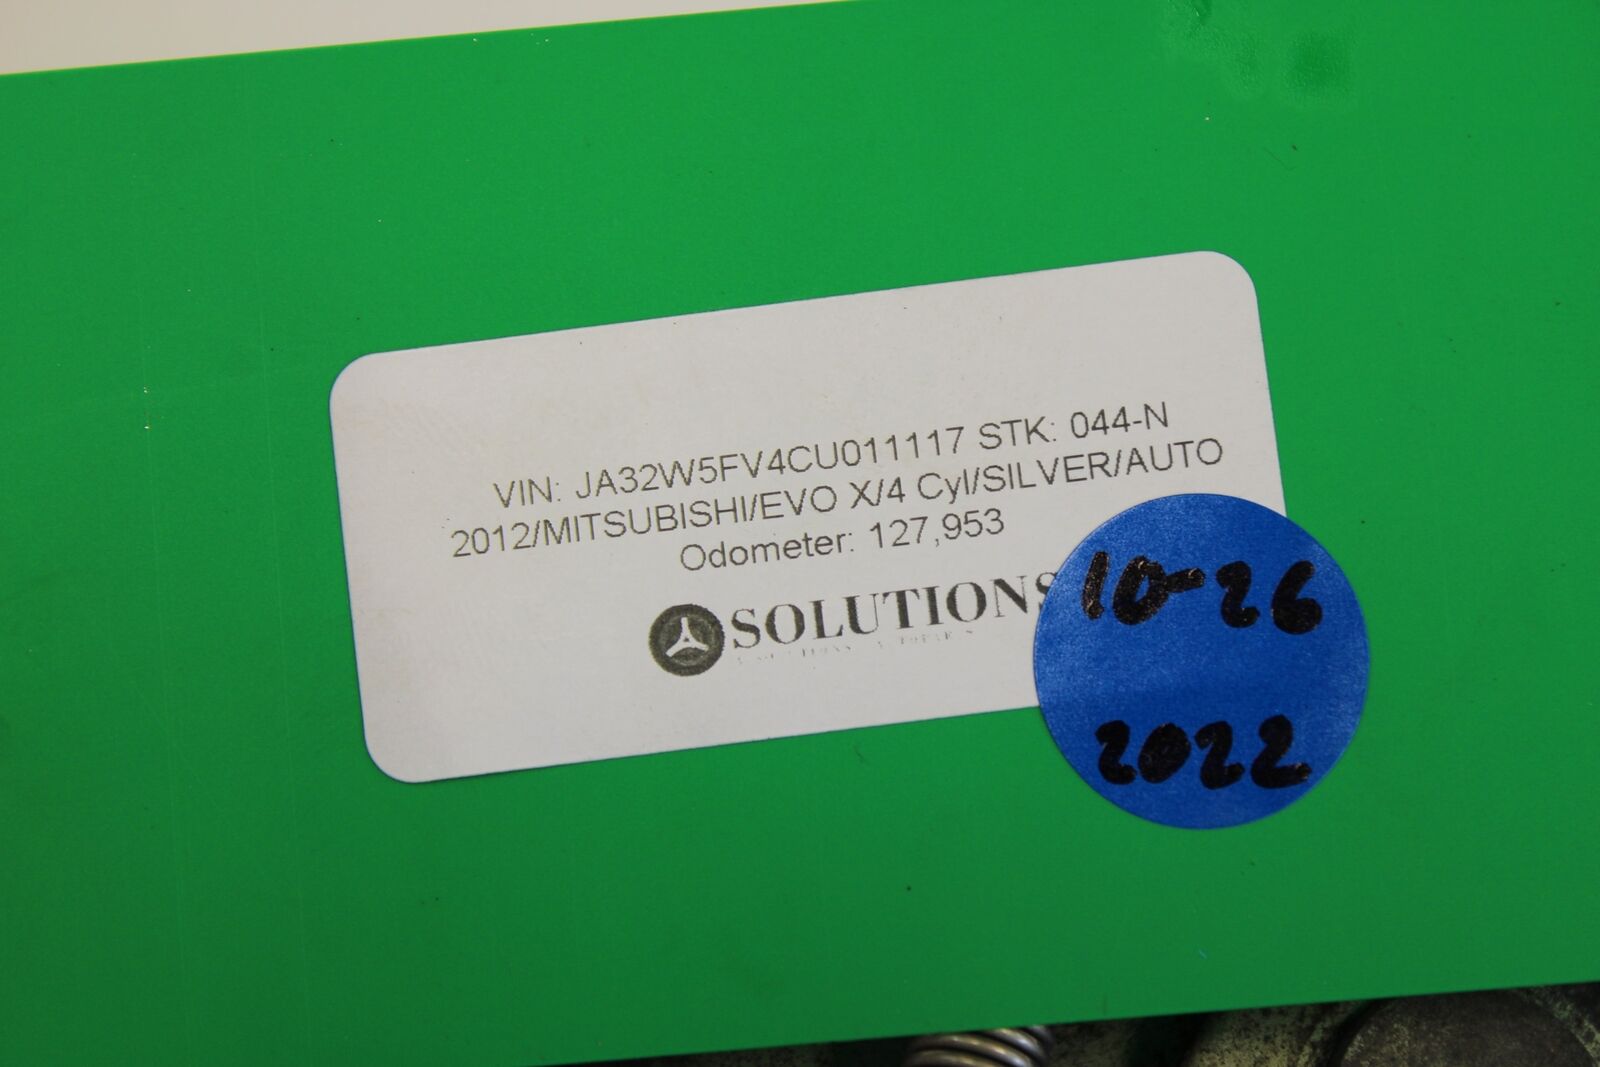 VIN: JA32W5FV4CU011117 STK: 044-N
2012/MITSUBISHI/EVO X/4 Cyl/SILVER/AUTO
Odometer: 127,953
SOLUTIONS
10-26
2022